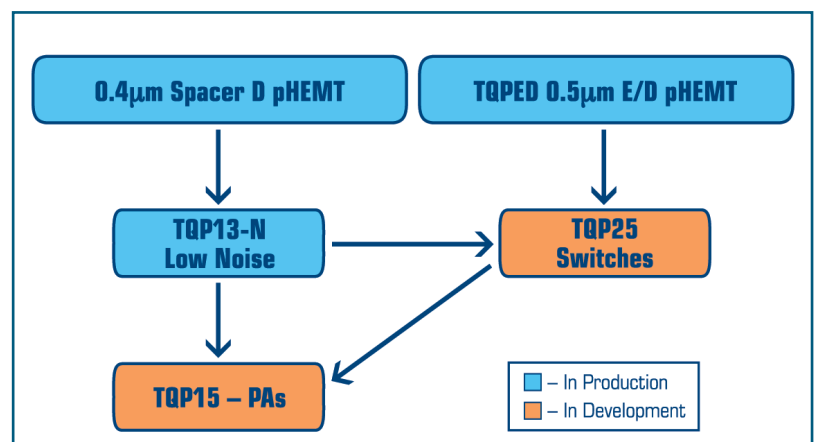 0.4μm Spacer D pHEMT
TQPED 0.5μm E/D pHEMT
TQP13-N
Low Noise
TQP25
Switches
TQP15 – PAs
– In Production
– In Development